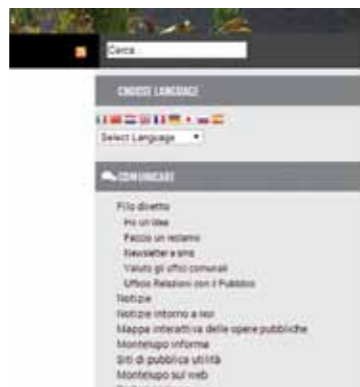 Cerca...
CHOOSE LANGUAGE
Select Language
COMUNICARE
Filo diretto
Ho un'idea
Faccio un reclamo
Newsletter e sms
Valuta gli uffici comunali
Ufficio Relazioni con il Pubblico
Notizie
Notizie intorno a noi
Mappa interattiva delle opere pubbliche
Montelupo informa
Siti di pubblica utilità
Montelupo sul web